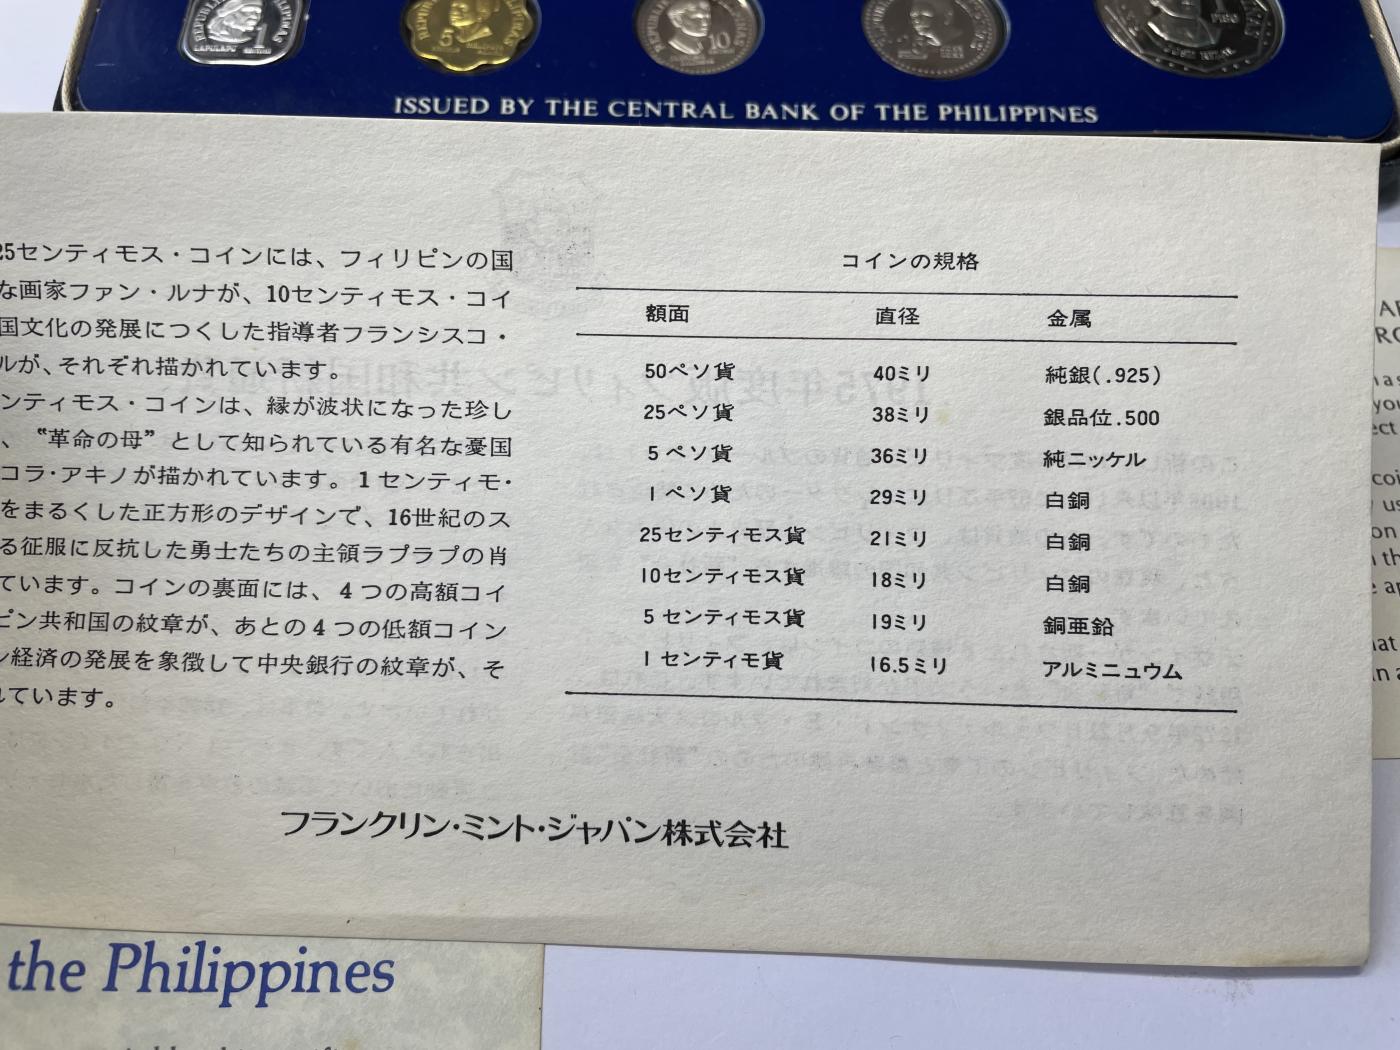 REPUBLIKA NG PILIPINAS
LAPULAPU 1
5
10
1 PISO
JOSE RIZAL
ISSUED BY THE CENTRAL BANK OF THE PHILIPPINES
25センティモス・コインには、フィリピンの国
な画家ファン・ルナが、10センティモス・コイ
国文化の発展につくした指導者フランシスコ・
ルが、それぞれ描かれています。
ンティモス・コインは、縁が波状になった珍し
、〝革命の母〞として知られている有名な憂国
コラ・アキノが描かれています。1センティモ・
をまるくした正方形のデザインで、16世紀のス
る征服に反抗した勇士たちの主領ラプラプの肖
ています。コインの裏面には、4つの高額コイ
ピン共和国の紋章が、あとの4つの低額コイン
ン経済の発展を象徴して中央銀行の紋章が、そ
れています。
コインの規格
額面 直径 金属
50ペソ貨 40ミリ 純銀(.925)
25ペソ貨 38ミリ 銀品位.500
5ペソ貨 36ミリ 純ニッケル
1ペソ貨 29ミリ 白銅
25センティモス貨 21ミリ 白銅
10センティモス貨 18ミリ 白銅
5センティモス貨 19ミリ 銅亜鉛
1センティモ貨 16.5ミリ アルミニュウム
フランクリン・ミント・ジャパン株式会社
the Philippines